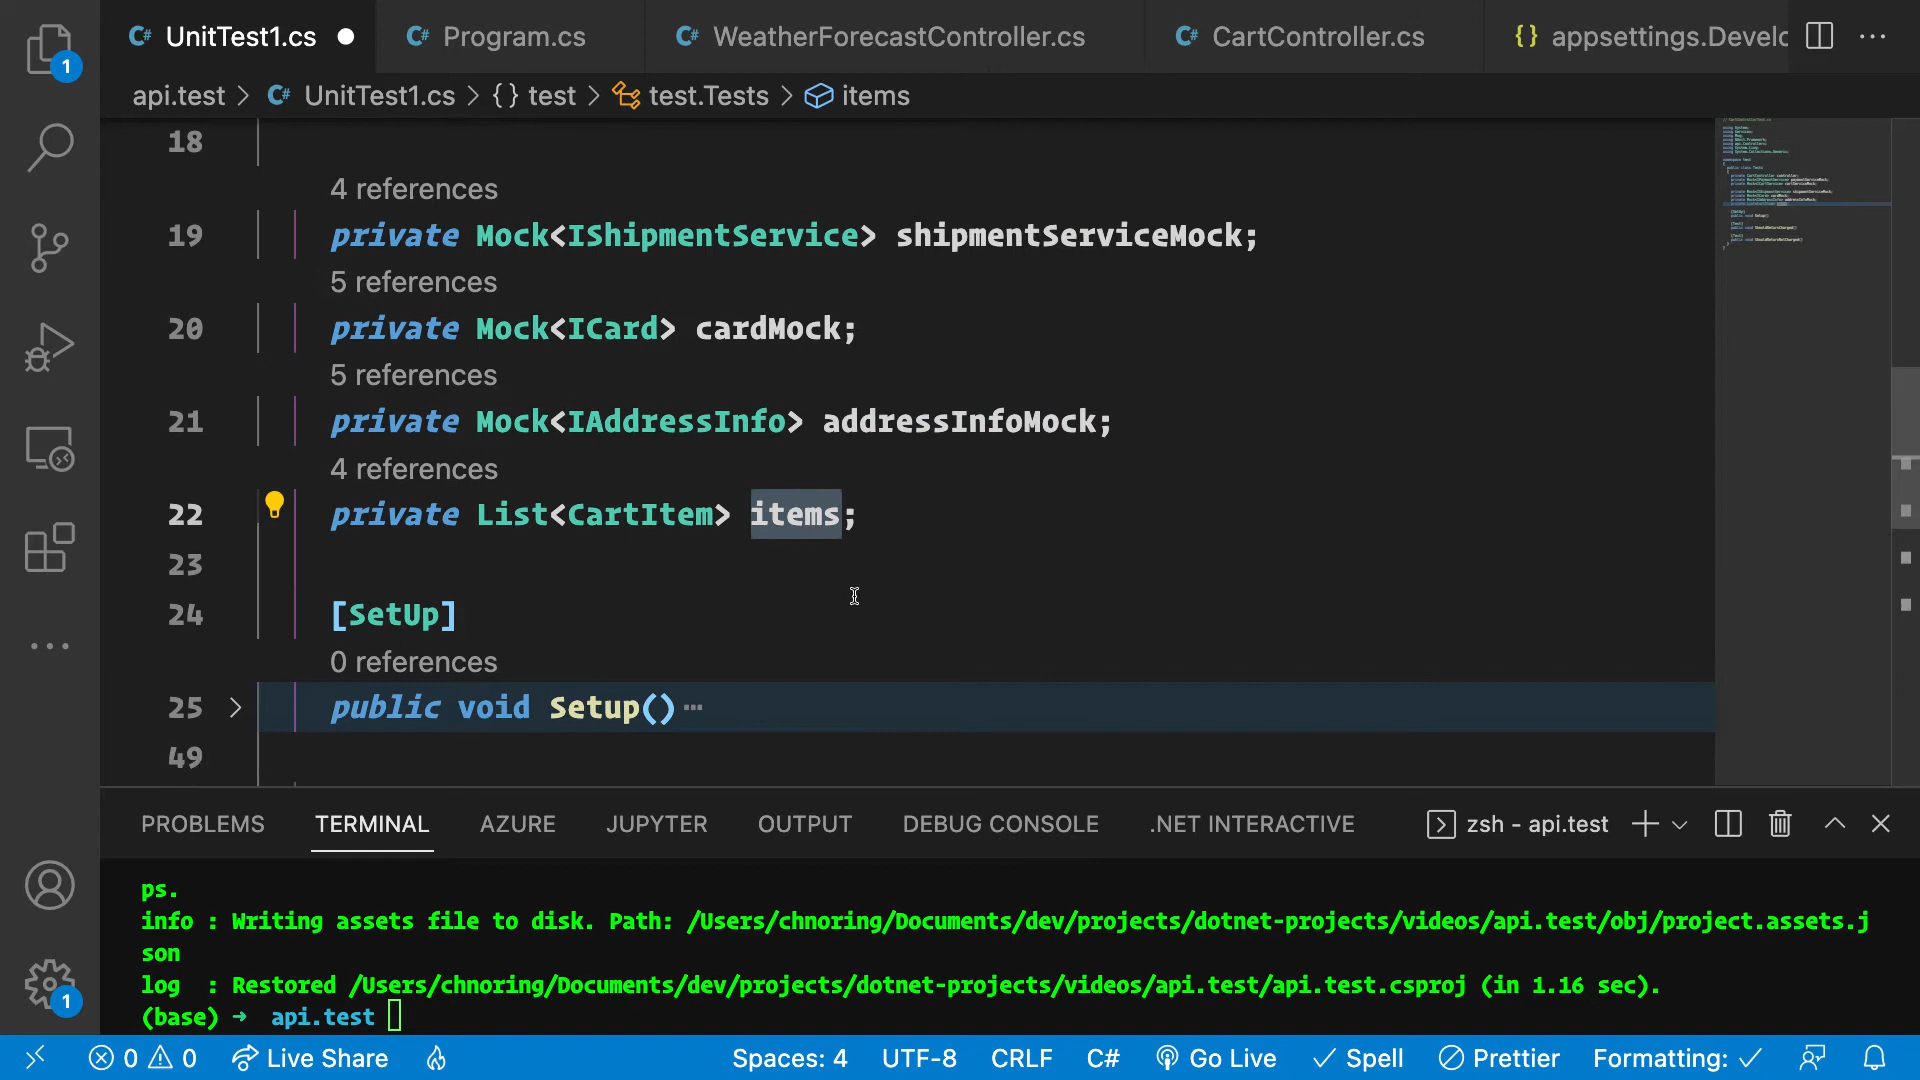 UnitTest1.cs
Program.cs
WeatherForecastController.cs
CartController.cs
{} appsettings.Develo
api.test > UnitTest1.cs > {} test > test.Tests > items
18
4 references
19 private Mock<IShipmentService> shipmentServiceMock;
5 references
20 private Mock<ICard> cardMock;
5 references
21 private Mock<IAddressInfo> addressInfoMock;
4 references
22 private List<CartItem> items;
23
24 [SetUp]
0 references
25 public void Setup() ⋯
49
PROBLEMS TERMINAL AZURE JUPYTER OUTPUT DEBUG CONSOLE .NET INTERACTIVE zsh - api.test
ps.
info : Writing assets file to disk. Path: /Users/chnoring/Documents/dev/projects/dotnet-projects/videos/api.test/obj/project.assets.j
son
log  : Restored /Users/chnoring/Documents/dev/projects/dotnet-projects/videos/api.test/api.test.csproj (in 1.16 sec).
(base) → api.test
0 0 Live Share Spaces: 4 UTF-8 CRLF C# Go Live Spell Prettier Formatting: ✓
1
1